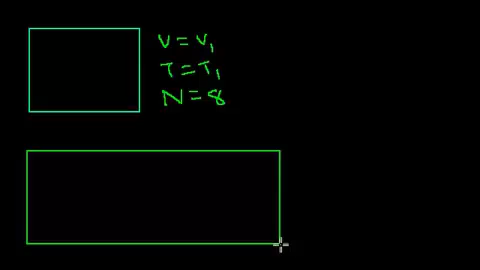 V = V₁
T = T₁
N = 8